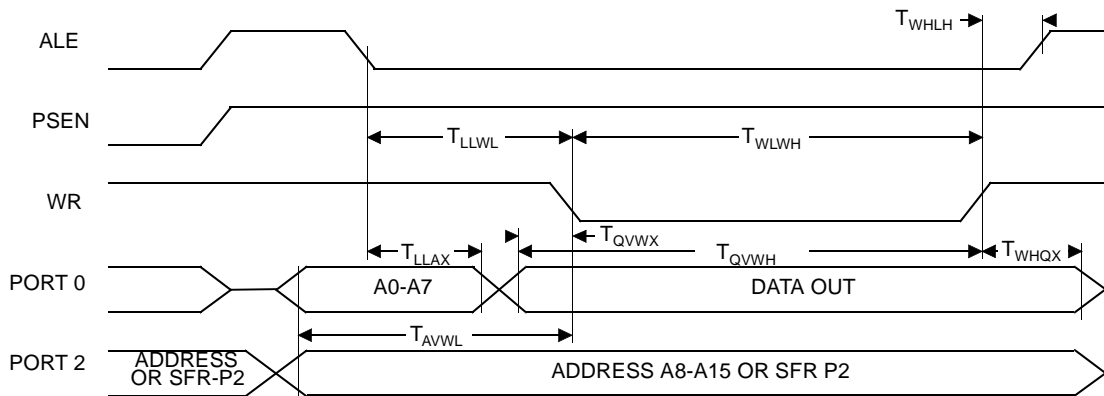 T_WHLH
ALE
PSEN
T_LLWL
T_WLWH
WR
T_QVWX
T_LLAX
T_QVWH
T_WHQX
PORT 0
A0-A7
DATA OUT
T_AVWL
PORT 2
ADDRESS
OR SFR-P2
ADDRESS A8-A15 OR SFR P2